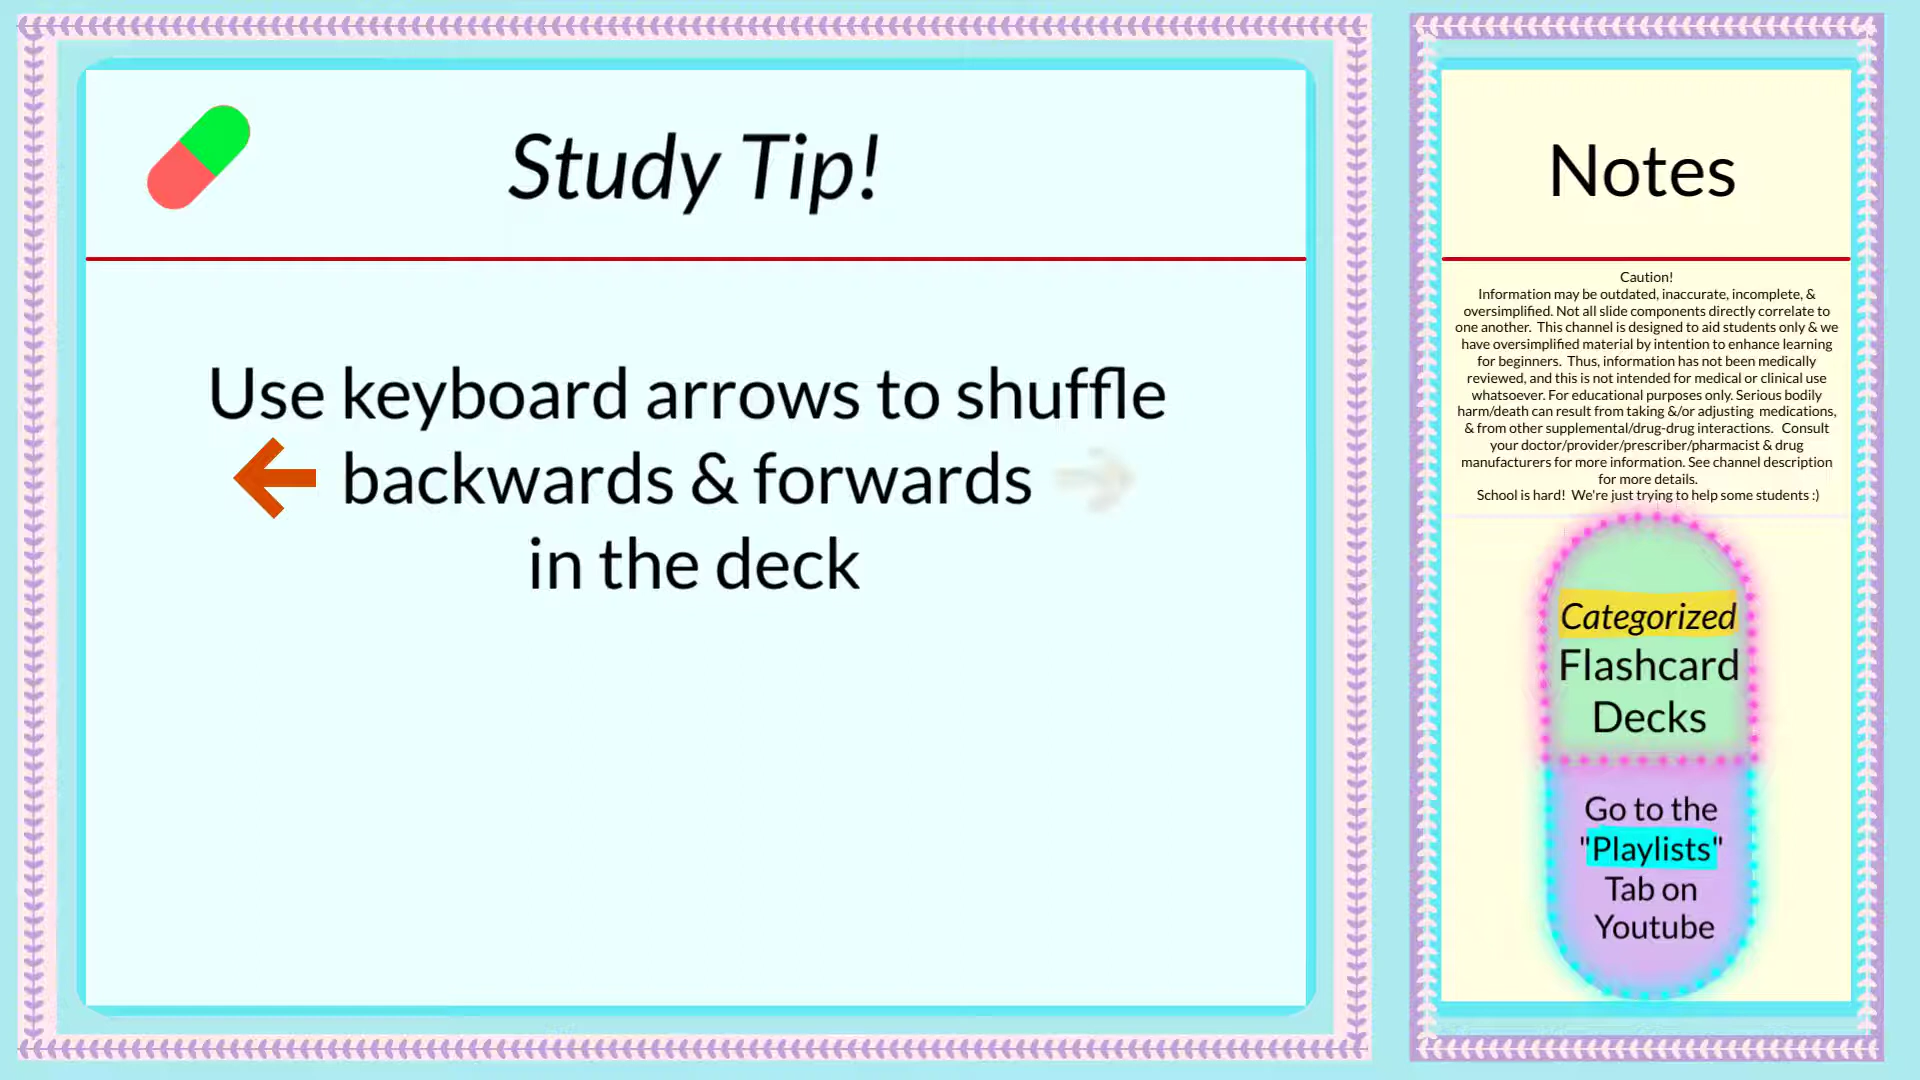 Study Tip!
Use keyboard arrows to shuffle
backwards & forwards
in the deck
Notes
Caution!
Information may be outdated, inaccurate, incomplete, &
oversimplified. Not all slide components directly correlate to
one another. This channel is designed to aid students only & we
have oversimplified material by intention to enhance learning
for beginners. Thus, information has not been medically
reviewed, and this is not intended for medical or clinical use
whatsoever. For educational purposes only. Serious bodily
harm/death can result from taking &/or adjusting medications,
& from other supplemental/drug-drug interactions. Consult
your doctor/provider/prescriber/pharmacist & drug
manufacturers for more information. See channel description
for more details.
School is hard! We're just trying to help some students :)
Categorized
Flashcard
Decks
Go to the
"Playlists"
Tab on
Youtube